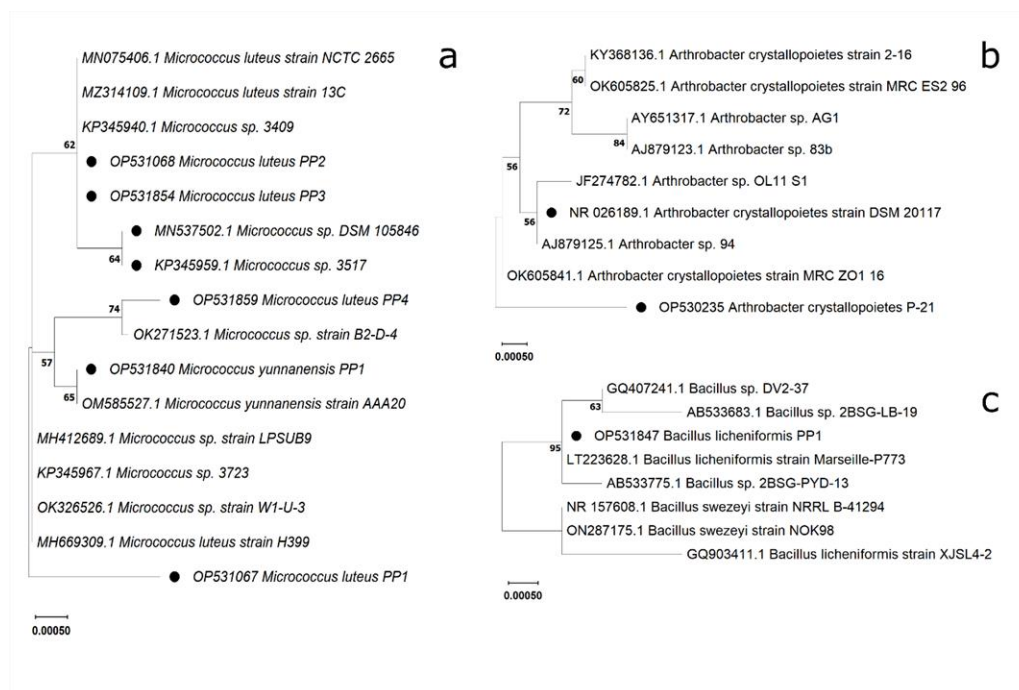 a
MN075406.1 Micrococcus luteus strain NCTC 2665
MZ314109.1 Micrococcus luteus strain 13C
KP345940.1 Micrococcus sp. 3409
62
OP531068 Micrococcus luteus PP2
OP531854 Micrococcus luteus PP3
MN537502.1 Micrococcus sp. DSM 105846
64
KP345959.1 Micrococcus sp. 3517
OP531859 Micrococcus luteus PP4
74
OK271523.1 Micrococcus sp. strain B2-D-4
57
OP531840 Micrococcus yunnanensis PP1
65
OM585527.1 Micrococcus yunnanensis strain AAA20
MH412689.1 Micrococcus sp. strain LPSUB9
KP345967.1 Micrococcus sp. 3723
OK326526.1 Micrococcus sp. strain W1-U-3
MH669309.1 Micrococcus luteus strain H399
OP531067 Micrococcus luteus PP1
0.00050
b
KY368136.1 Arthrobacter crystallopoietes strain 2-16
60
OK605825.1 Arthrobacter crystallopoietes strain MRC ES2 96
72
AY651317.1 Arthrobacter sp. AG1
84
AJ879123.1 Arthrobacter sp. 83b
56
JF274782.1 Arthrobacter sp. OL11 S1
NR 026189.1 Arthrobacter crystallopoietes strain DSM 20117
56
AJ879125.1 Arthrobacter sp. 94
OK605841.1 Arthrobacter crystallopoietes strain MRC ZO1 16
OP530235 Arthrobacter crystallopoietes P-21
0.00050
c
GQ407241.1 Bacillus sp. DV2-37
63
AB533683.1 Bacillus sp. 2BSG-LB-19
OP531847 Bacillus licheniformis PP1
95
LT223628.1 Bacillus licheniformis strain Marseille-P773
AB533775.1 Bacillus sp. 2BSG-PYD-13
NR 157608.1 Bacillus swezeyi strain NRRL B-41294
ON287175.1 Bacillus swezeyi strain NOK98
GQ903411.1 Bacillus licheniformis strain XJSL4-2
0.00050